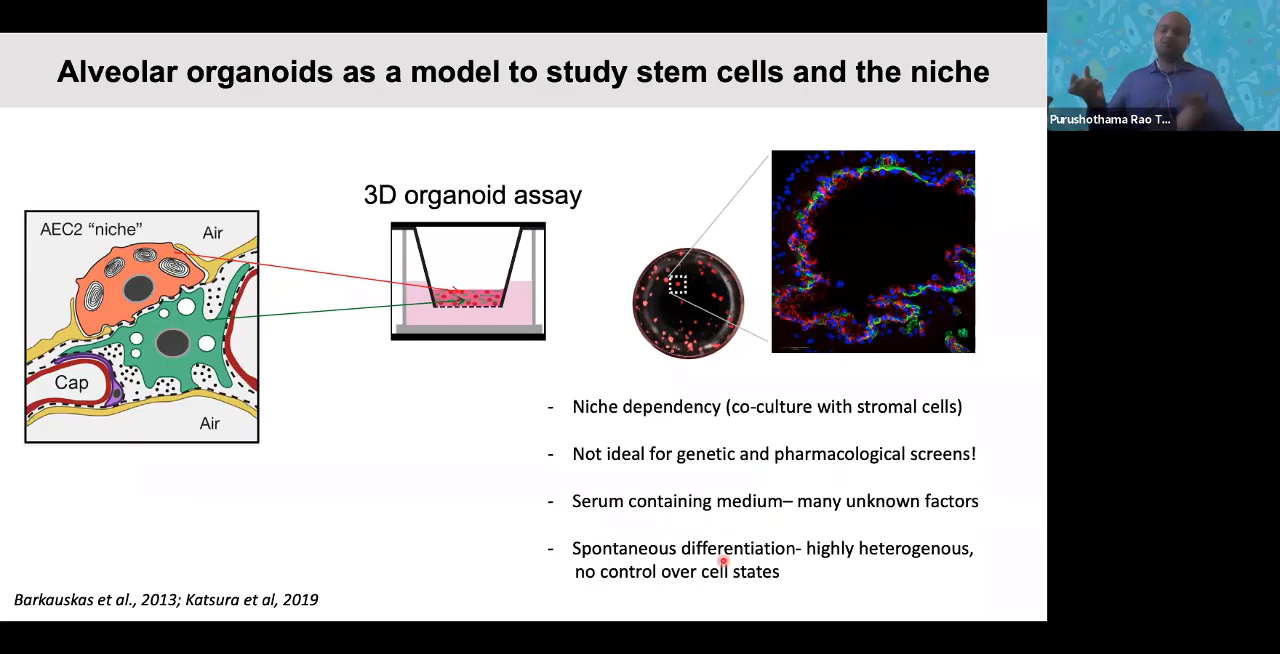 Alveolar organoids as a model to study stem cells and the niche
Purushothama Rao T...
3D organoid assay
AEC2 “niche”
Air
Cap
Air
- Niche dependency (co-culture with stromal cells)
- Not ideal for genetic and pharmacological screens!
- Serum containing medium– many unknown factors
- Spontaneous differentiation- highly heterogenous,
no control over cell states
Barkauskas et al., 2013; Katsura et al, 2019